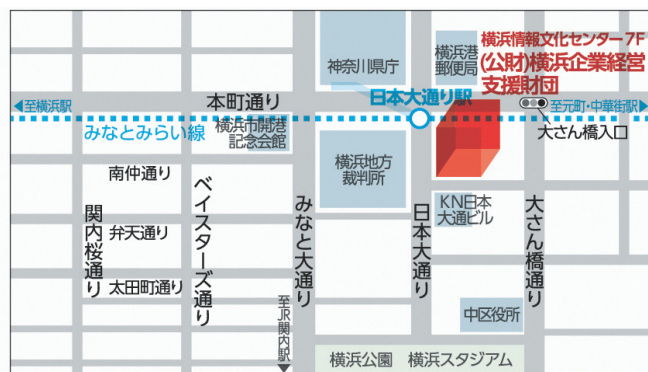 神奈川県庁
横浜港
郵便局
横浜情報文化センター7F
(公財)横浜企業経営
支援財団
◀至横浜駅
本町通り
日本大通り駅
至元町・中華街駅▶
みなとみらい線
横浜市開港
記念会館
大さん橋入口
横浜地方
裁判所
南仲通り
関内桜通り
ベイスターズ通り
みなと大通り
日本大通り
KN日本
大通ビル
大さん橋通り
弁天通り
太田町通り
至JR関内駅
中区役所
横浜公園 横浜スタジアム